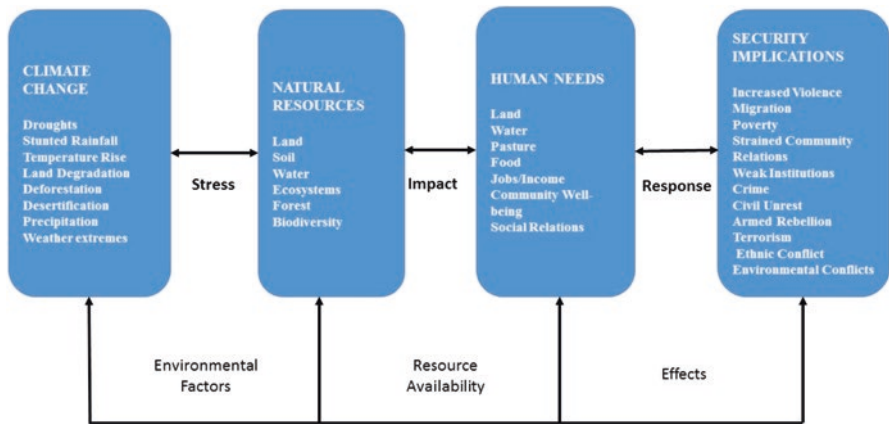 CLIMATE
CHANGE
Droughts
Stunted Rainfall
Temperature Rise
Land Degradation
Deforestation
Desertification
Precipitation
Weather extremes
Stress
NATURAL
RESOURCES
Land
Soil
Water
Ecosystems
Forest
Biodiversity
Impact
HUMAN NEEDS
Land
Water
Pasture
Food
Jobs/Income
Community Well-
being
Social Relations
Response
SECURITY
IMPLICATIONS
Increased Violence
Migration
Poverty
Strained Community
Relations
Weak Institutions
Crime
Civil Unrest
Armed Rebellion
Terrorism
Ethnic Conflict
Environmental Conflicts
Environmental
Factors
Resource
Availability
Effects